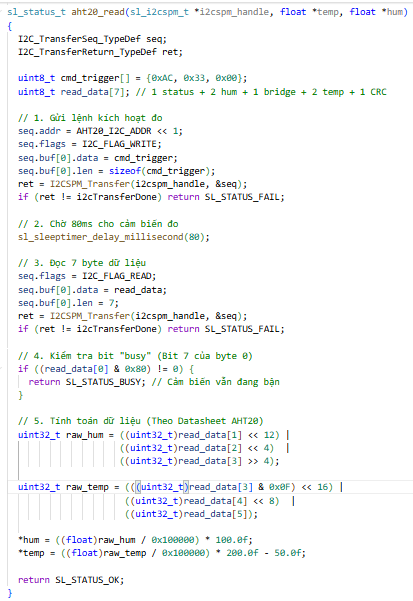 sl_status_t aht20_read(sl_i2cspm_t *i2cspm_handle, float *temp, float *hum)
{
  I2C_TransferSeq_TypeDef seq;
  I2C_TransferReturn_TypeDef ret;

  uint8_t cmd_trigger[] = {0xAC, 0x33, 0x00};
  uint8_t read_data[7]; // 1 status + 2 hum + 1 bridge + 2 temp + 1 CRC

  // 1. Gửi lệnh kích hoạt đo
  seq.addr = AHT20_I2C_ADDR << 1;
  seq.flags = I2C_FLAG_WRITE;
  seq.buf[0].data = cmd_trigger;
  seq.buf[0].len = sizeof(cmd_trigger);
  ret = I2CSPM_Transfer(i2cspm_handle, &seq);
  if (ret != i2cTransferDone) return SL_STATUS_FAIL;

  // 2. Chờ 80ms cho cảm biến đo
  sl_sleeptimer_delay_millisecond(80);

  // 3. Đọc 7 byte dữ liệu
  seq.flags = I2C_FLAG_READ;
  seq.buf[0].data = read_data;
  seq.buf[0].len = 7;
  ret = I2CSPM_Transfer(i2cspm_handle, &seq);
  if (ret != i2cTransferDone) return SL_STATUS_FAIL;

  // 4. Kiểm tra bit "busy" (Bit 7 của byte 0)
  if ((read_data[0] & 0x80) != 0) {
    return SL_STATUS_BUSY; // Cảm biến vẫn đang bận
  }

  // 5. Tính toán dữ liệu (Theo Datasheet AHT20)
  uint32_t raw_hum = ((uint32_t)read_data[1] << 12) |
                     ((uint32_t)read_data[2] << 4)  |
                     ((uint32_t)read_data[3] >> 4);

  uint32_t raw_temp = (((uint32_t)read_data[3] & 0x0F) << 16) |
                      ((uint32_t)read_data[4] << 8)  |
                      ((uint32_t)read_data[5]);

  *hum = ((float)raw_hum / 0x100000) * 100.0f;
  *temp = ((float)raw_temp / 0x100000) * 200.0f - 50.0f;

  return SL_STATUS_OK;
}